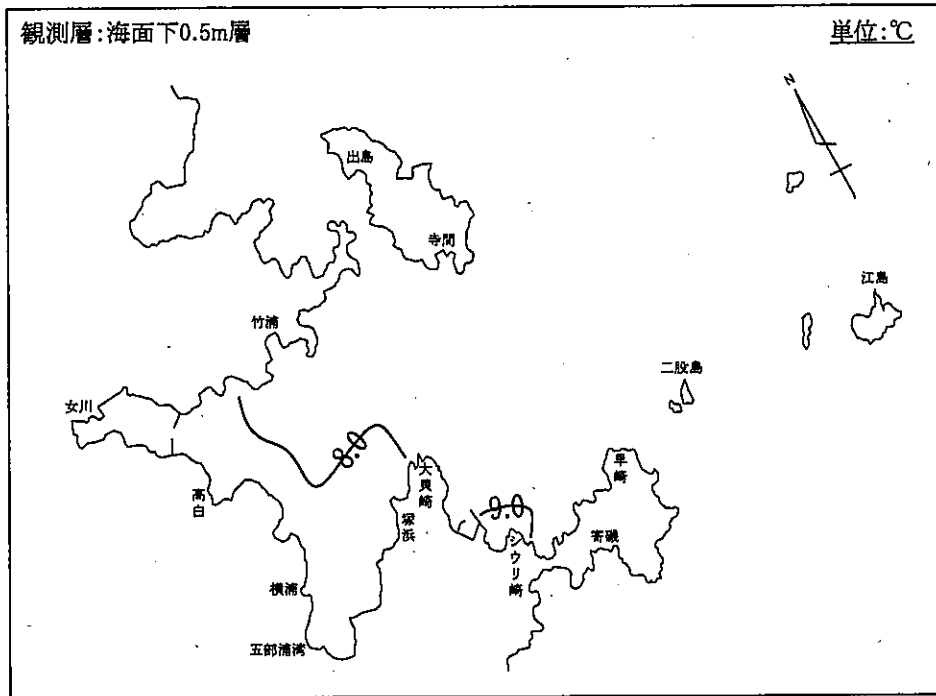 観測層:海面下0.5m層
単位:℃
N
出島
寺間
江島
竹浦
二股島
女川
8.0
大貝崎
早崎
高白
塚浜
9.0
シウリ崎
寄磯
横浦
五部浦湾